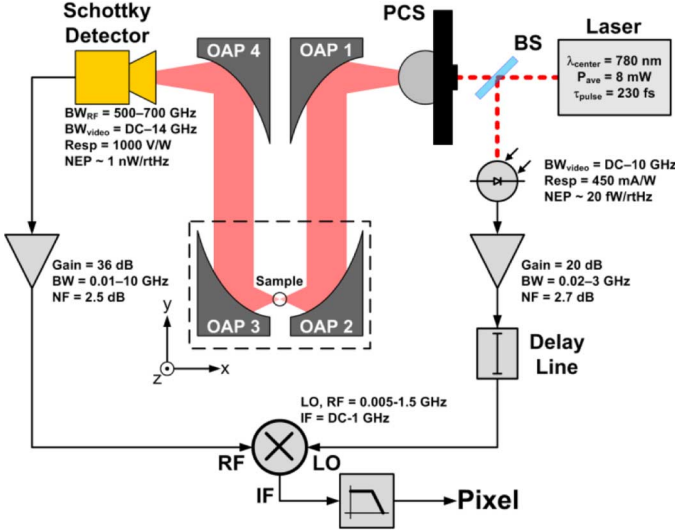 Schottky
Detector
OAP 4
OAP 1
PCS
BS
Laser
λcenter = 780 nm
Pave = 8 mW
τpulse = 230 fs
BWRF = 500–700 GHz
BWvideo = DC–14 GHz
Resp = 1000 V/W
NEP ~ 1 nW/rtHz
BWvideo = DC–10 GHz
Resp = 450 mA/W
NEP ~ 20 fW/rtHz
Gain = 36 dB
BW = 0.01–10 GHz
NF = 2.5 dB
Sample
OAP 3
OAP 2
Gain = 20 dB
BW = 0.02–3 GHz
NF = 2.7 dB
y
z
x
Delay
Line
LO, RF = 0.005-1.5 GHz
IF = DC-1 GHz
RF
LO
IF
Pixel